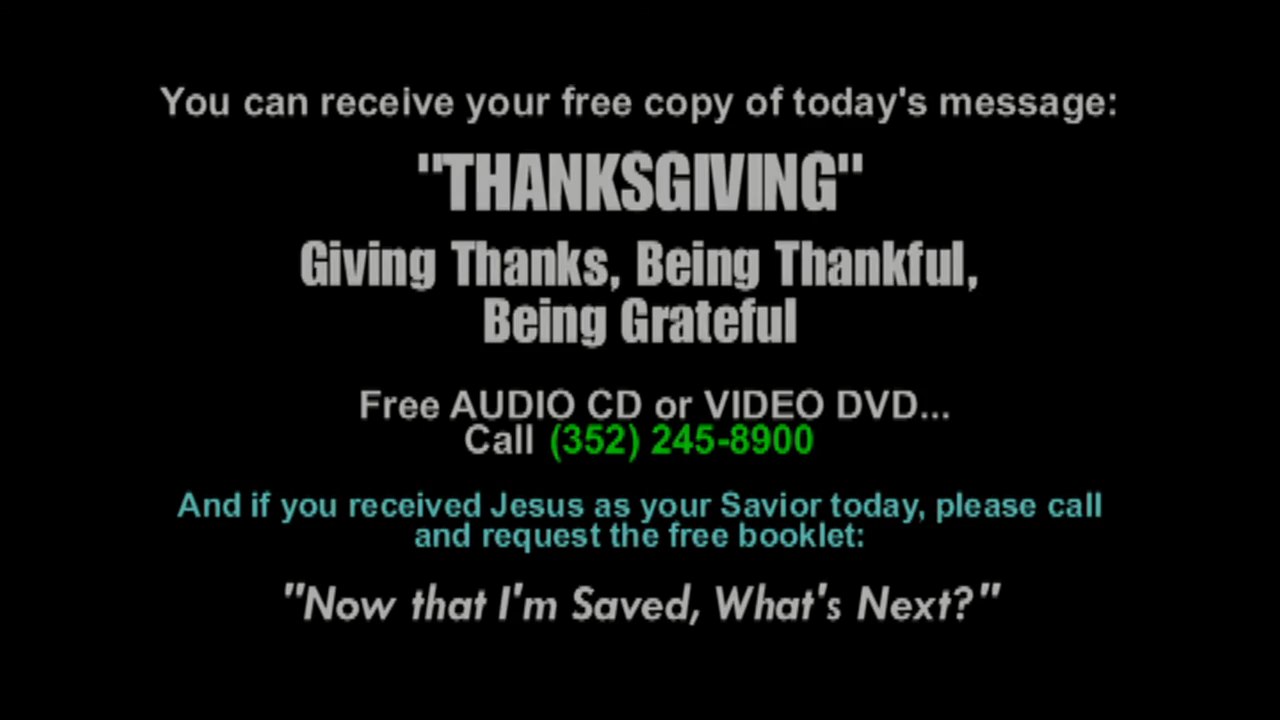 You can receive your free copy of today's message:
"THANKSGIVING"
Giving Thanks, Being Thankful,
Being Grateful
Free AUDIO CD or VIDEO DVD...
Call (352) 245-8900
And if you received Jesus as your Savior today, please call
and request the free booklet:
"Now that I'm Saved, What's Next?"